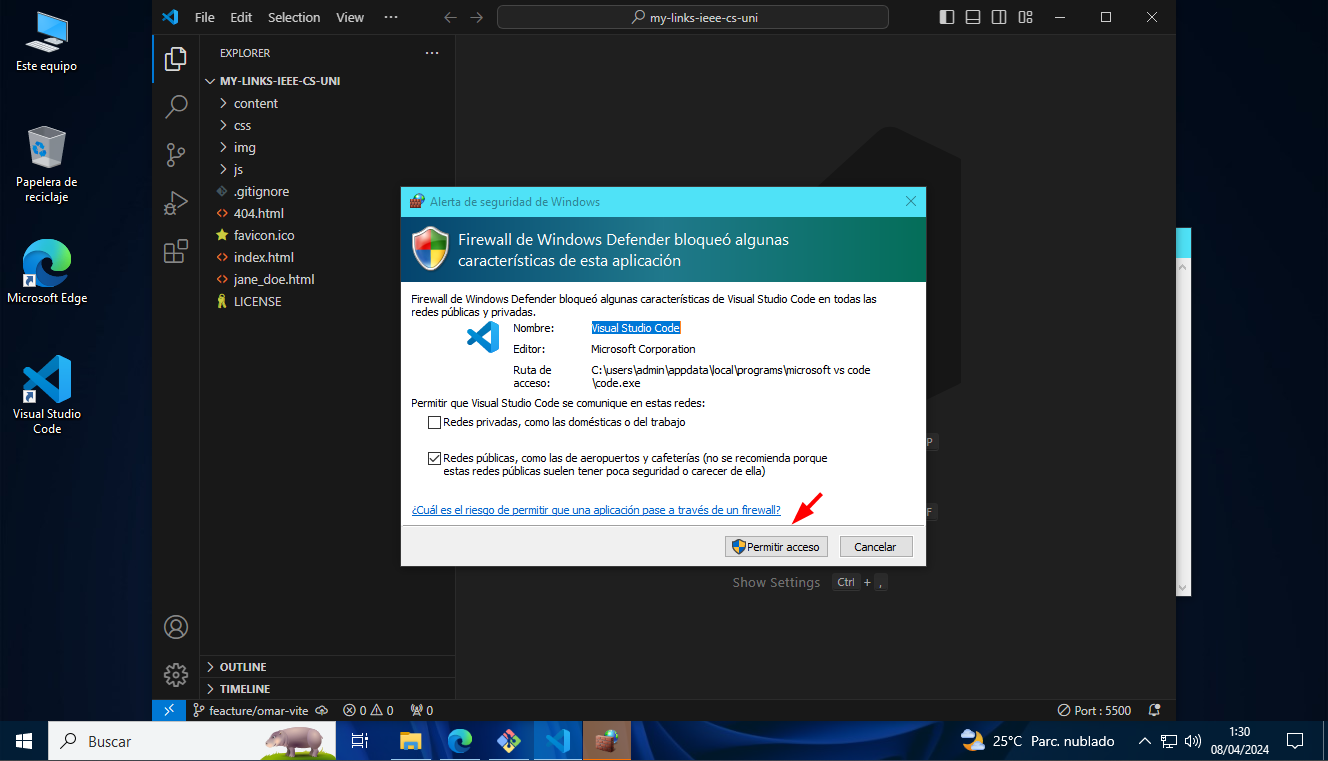 Este equipo
Papelera de
reciclaje
Microsoft Edge
Visual Studio
Code
File Edit Selection View ···
my-links-ieee-cs-uni
EXPLORER
MY-LINKS-IEEE-CS-UNI
content
css
img
js
.gitignore
404.html
favicon.ico
index.html
jane_doe.html
LICENSE
Alerta de seguridad de Windows
Firewall de Windows Defender bloqueó algunas
características de esta aplicación
Firewall de Windows Defender bloqueó algunas características de Visual Studio Code en todas las
redes públicas y privadas.
Nombre: Visual Studio Code
Editor: Microsoft Corporation
Ruta de C:\users\admin\appdata\local\programs\microsoft vs code
acceso: \code.exe
Permitir que Visual Studio Code se comunique en estas redes:
Redes privadas, como las domésticas o del trabajo
Redes públicas, como las de aeropuertos y cafeterías (no se recomienda porque
estas redes públicas suelen tener poca seguridad o carecer de ella)
¿Cuál es el riesgo de permitir que una aplicación pase a través de un firewall?
Permitir acceso Cancelar
P
F
Show Settings Ctrl + ,
OUTLINE
TIMELINE
feacture/omar-vite 0 0 0 Port : 5500
Buscar
25°C Parc. nublado
1:30
08/04/2024